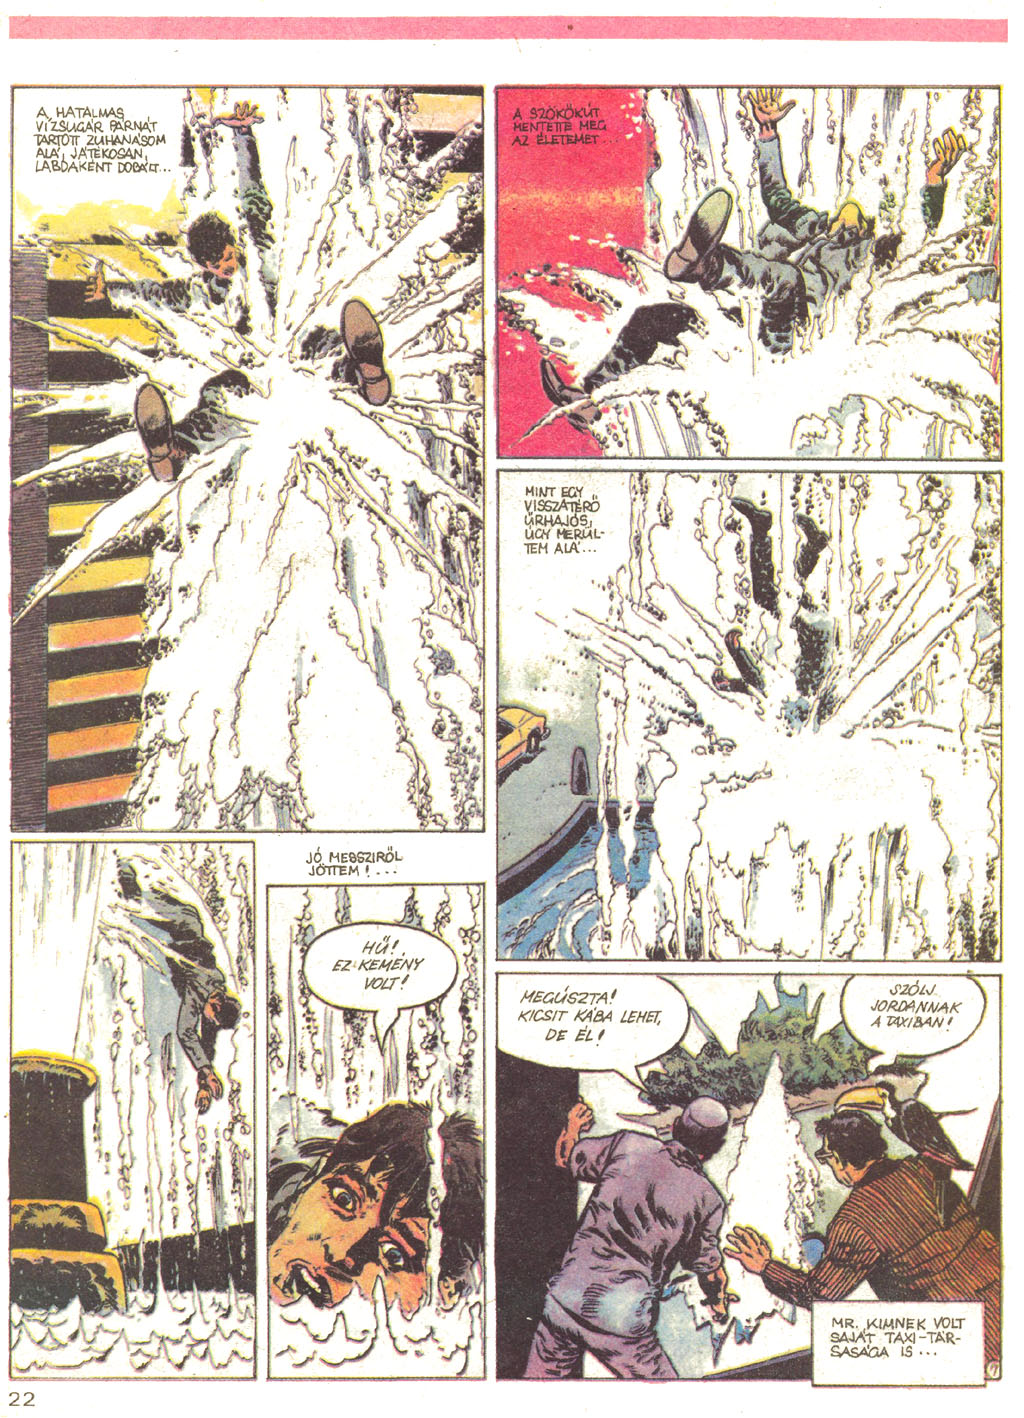 A HATALMAS
VÍZSUGÁR PÁRNÁT
TARTOTT ZUHANÁSOM
ALÁ, JÁTÉKOSAN,
LABDAKÉNT DOBÁLT...
A SZÖKŐKÚT
MENTETTE MEG
AZ ÉLETEMET...
MINT EGY
VISSZATÉRŐ
ŰRHAJÓS,
ÚGY MERÜL-
TEM ALÁ...
JÓ MESSZIRŐL
JÖTTEM!...
HŰ!
EZ KEMÉNY
VOLT!
MEGÚSZTA!
KICSIT KÁBA LEHET,
DE ÉL!
SZÓLJ
JORDANNAK
A TAXIBAN!
MR. KIMNEK VOLT
SAJÁT TAXI-TÁR-
SASÁGA IS...
7
22